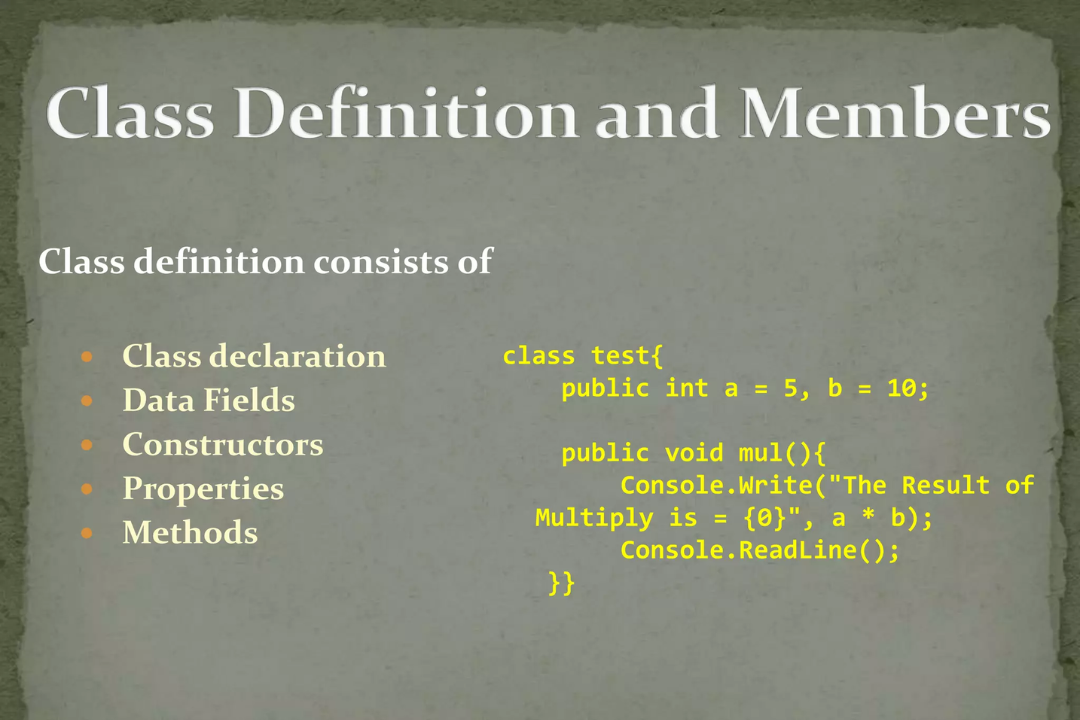 Class Definition and Members
Class definition consists of
• Class declaration
• Data Fields
• Constructors
• Properties
• Methods
class test{
public int a = 5, b = 10;
public void mul(){
Console.Write("The Result of
Multiply is = {0}", a * b);
Console.ReadLine();
}}